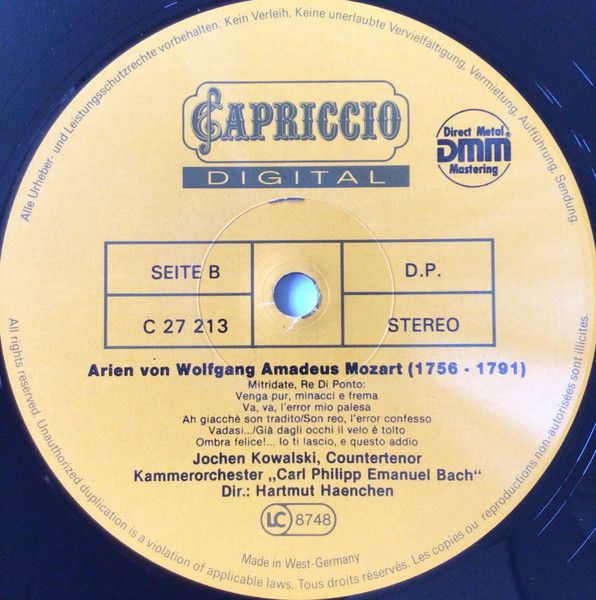 Alle Urheber- und Leistungsschutzrechte vorbehalten. Kein Verleih. Keine unerlaubte Vervielfältigung, Vermietung, Aufführung, Sendung.
CAPRICCIO
DIGITAL
Direct Metal
DMM
Mastering
SEITE B
D.P.
C 27 213
STEREO
Arien von Wolfgang Amadeus Mozart (1756 - 1791)
Mitridate, Re Di Ponto:
Venga pur, minacci e frema
Va, va, l'error mio palesa
Ah giacchè son tradito/Son reo, l'error confesso
Vadasi.../Già dagli occhi il velo è tolto
Ombra felice!... Io ti lascio, e questo addio
Jochen Kowalski, Countertenor
Kammerorchester „Carl Philipp Emanuel Bach"
Dir.: Hartmut Haenchen
LC 8748
Made in West-Germany
All rights reserved. Unauthorized duplication is a violation of applicable laws. Tous droits réservés. Les copies ou reproductions non-autorisées sont illicites.